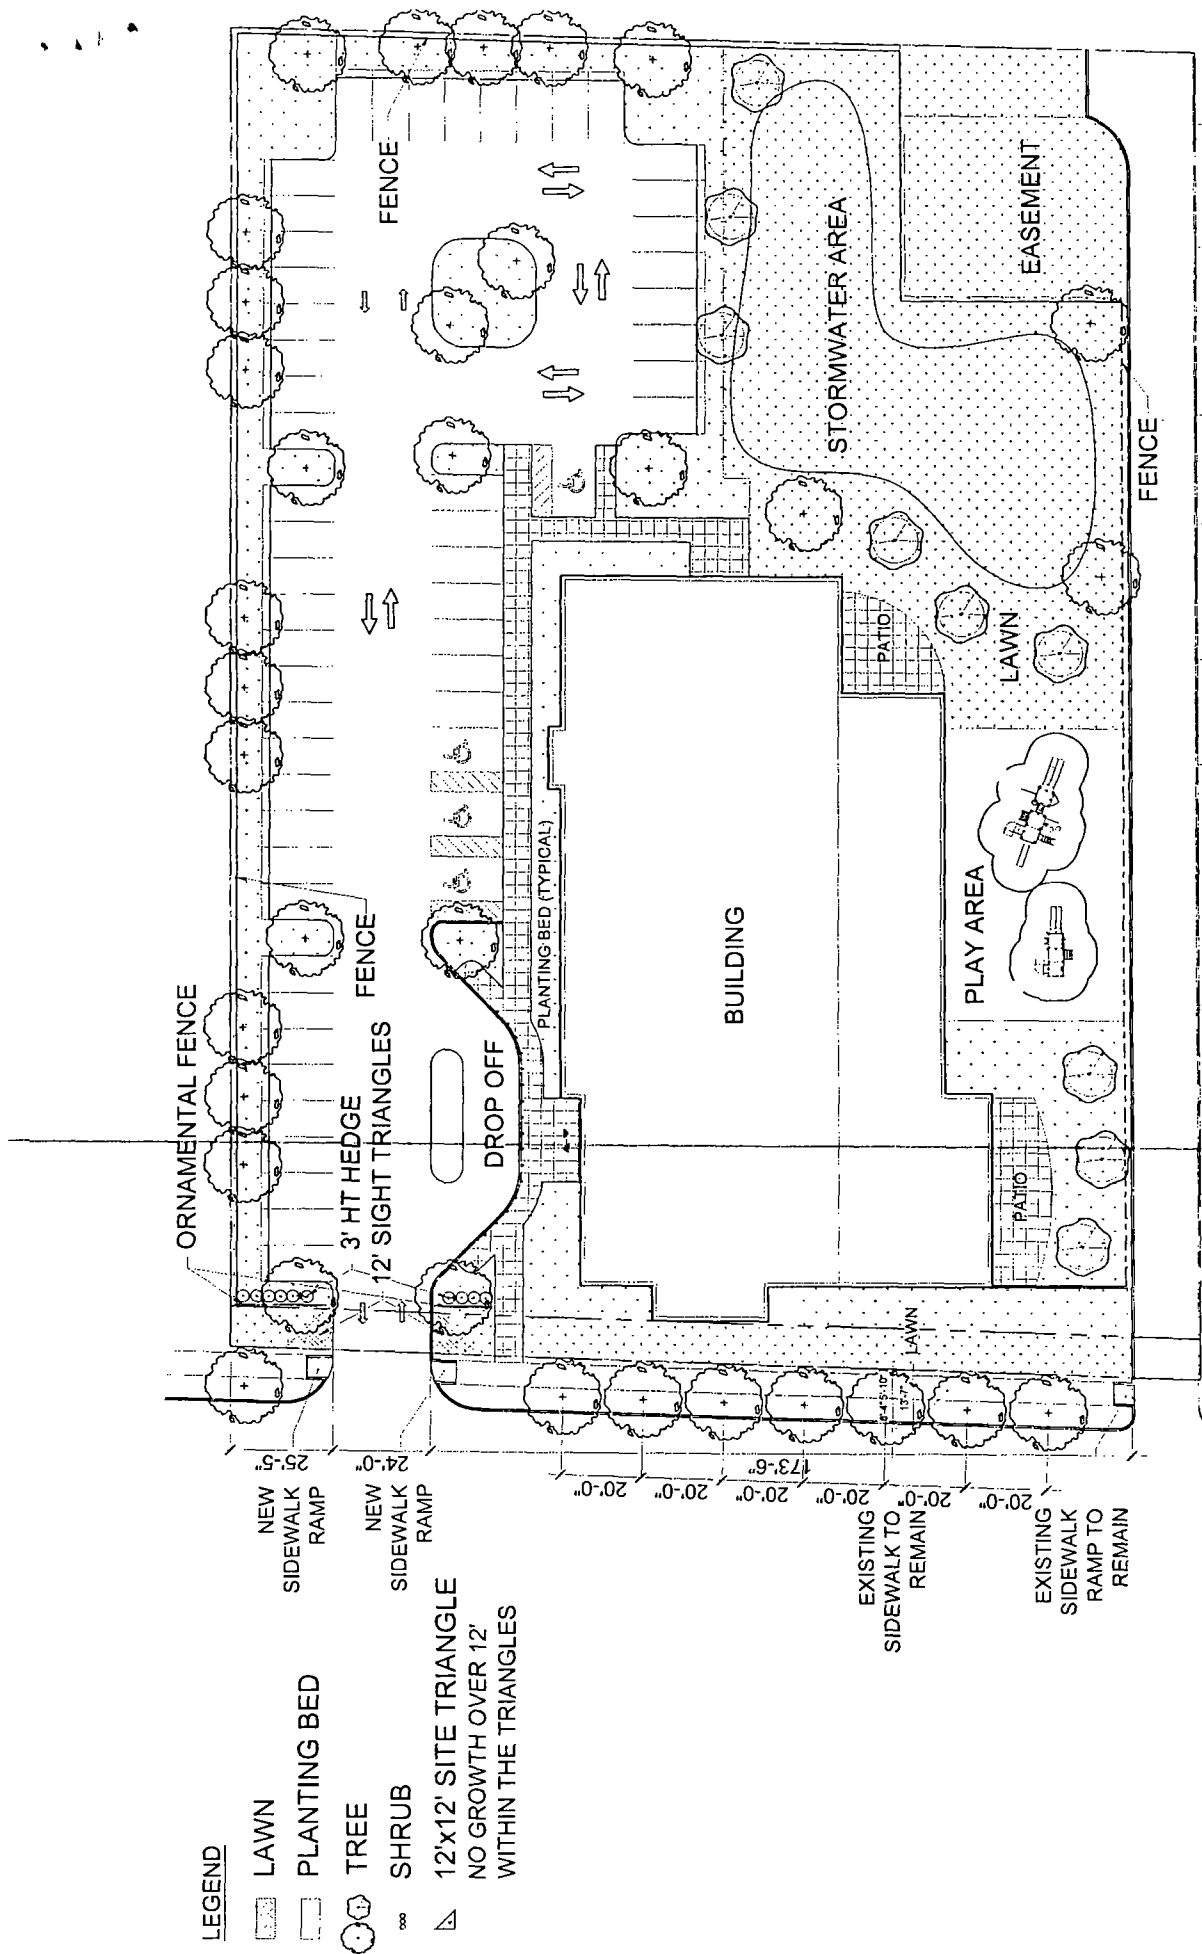 LEGEND
LAWN
PLANTING BED
TREE
SHRUB
12'x12' SITE TRIANGLE
NO GROWTH OVER 12'
WITHIN THE TRIANGLES
NEW
SIDEWALK
RAMP
NEW
SIDEWALK
RAMP
EXISTING
SIDEWALK TO
REMAIN
EXISTING
SIDEWALK
RAMP TO
REMAIN
25'-5"
24'-0"
173'-6"
20'-0"
20'-0"
20'-0"
20'-0"
20'-0"
20'-0"
13'-7"
ORNAMENTAL FENCE
3' HT HEDGE
12' SIGHT TRIANGLES
FENCE
FENCE
DROP OFF
PLANTING BED (TYPICAL)
BUILDING
PATIO
PATIO
LAWN
LAWN
PLAY AREA
STORMWATER AREA
EASEMENT
FENCE